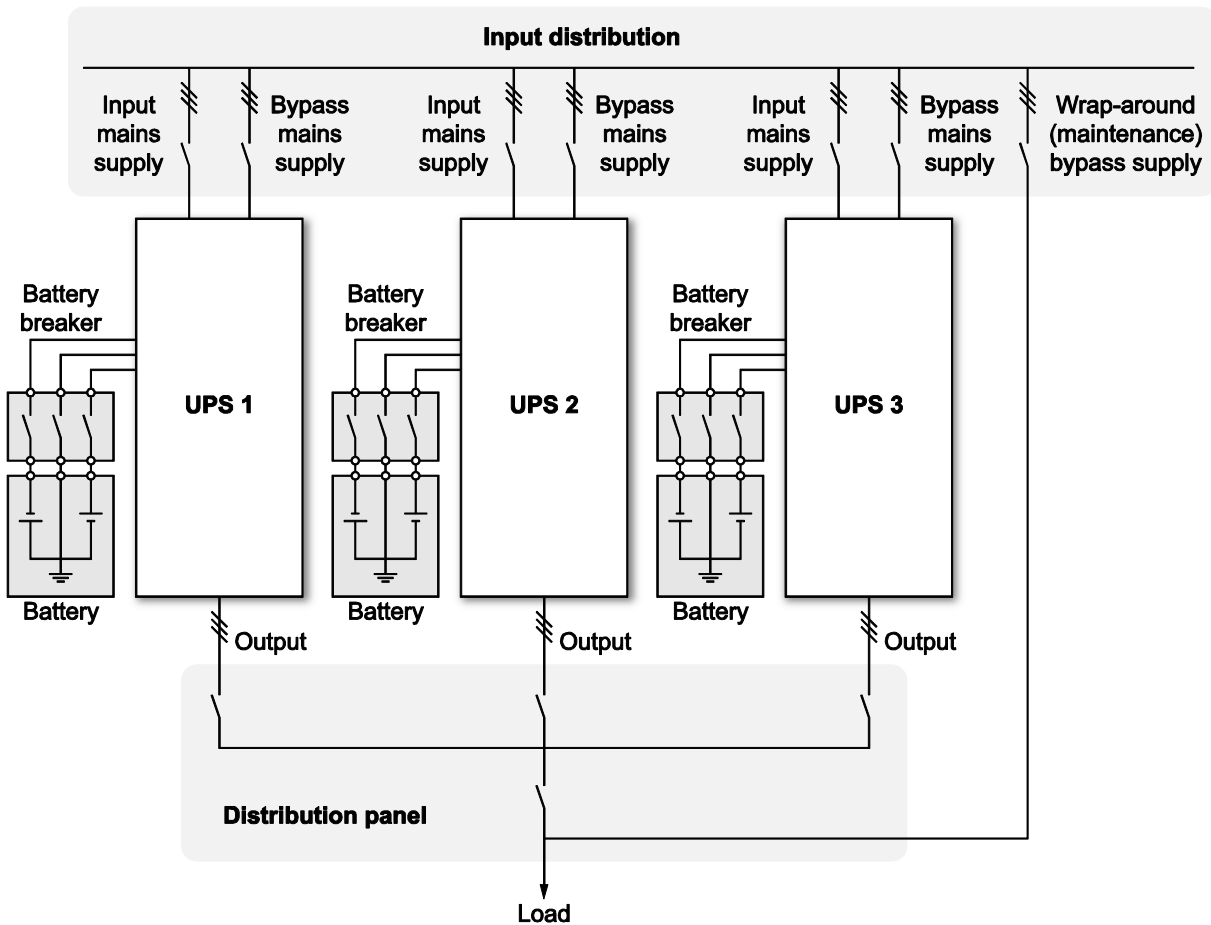 Input distribution
Input
mains
supply
Bypass
mains
supply
Input
mains
supply
Bypass
mains
supply
Input
mains
supply
Bypass
mains
supply
Wrap-around
(maintenance)
bypass supply
Battery
breaker
UPS 1
Battery
Battery
breaker
UPS 2
Battery
Battery
breaker
UPS 3
Battery
Output
Output
Output
Distribution panel
Load